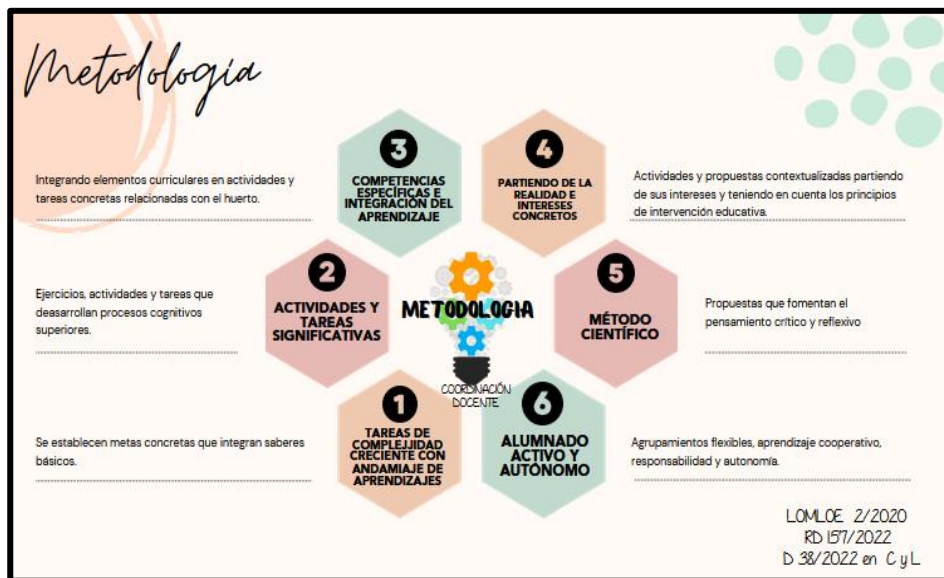 Metodología
3
COMPETENCIAS
ESPECÍFICAS E
INTEGRACIÓN DEL
APRENDIZAJE
Integrando elementos curriculares en actividades y
tareas concretas relacionadas con el huerto.
4
PARTIENDO DE LA
REALIDAD E
INTERESES
CONCRETOS
Actividades y propuestas contextualizadas partiendo
de sus intereses y teniendo en cuenta los principios
de intervención educativa.
2
ACTIVIDADES Y
TAREAS
SIGNIFICATIVAS
Ejercicios, actividades y tareas que
deasarrollan procesos cognitivos
superiores.
METODOLOGIA
COORDINACIÓN
DOCENTE
5
MÉTODO
CIENTÍFICO
Propuestas que fomentan el
pensamiento crítico y reflexivo
1
TAREAS DE
COMPLEJJIDAD
CRECIENTE CON
ANDAMIAJE DE
APRENDIZAJES
Se establecen metas concretas que integran saberes
básicos.
6
ALUMNADO
ACTIVO Y
AUTÓNOMO
Agrupamientos flexibles, aprendizaje cooperativo,
responsabilidad y autonomía.
LOMLOE 2/2020
RD 157/2022
D 38/2022 en C y L